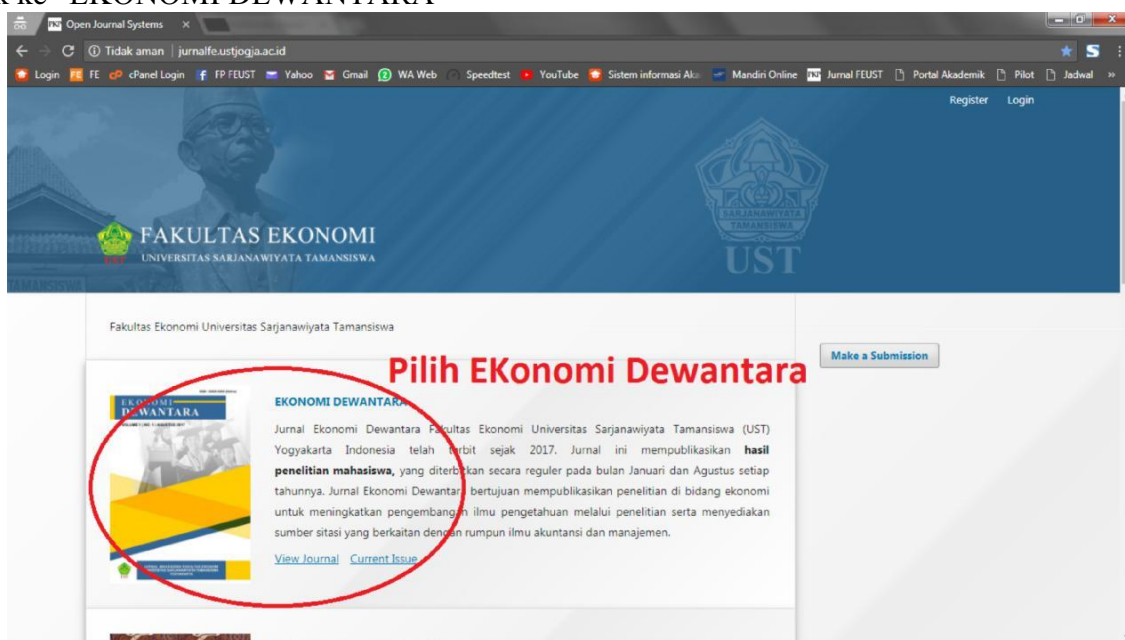 k ke "EKONOMI DEWANTARA"
Open Journal Systems
Tidak aman | jurnalfe.ustjogja.ac.id
Login FE cPanel Login FP FEUST Yahoo Gmail WA Web Speedtest YouTube Sistem informasi Aka Mandiri Online Jurnal FEUST Portal Akademik Pilot Jadwal »
Register Login
FAKULTAS EKONOMI
UNIVERSITAS SARJANAWIYATA TAMANSISWA
UST
SARJANAWIYATA
TAMANSISWA
UST
TAMANSISWA
Fakultas Ekonomi Universitas Sarjanawiyata Tamansiswa
Make a Submission
Pilih EKonomi Dewantara
EKONOMI
DEWANTARA
EKONOMI DEWANTARA
Jurnal Ekonomi Dewantara Fakultas Ekonomi Universitas Sarjanawiyata Tamansiswa (UST)
Yogyakarta Indonesia telah terbit sejak 2017. Jurnal ini mempublikasikan hasil
penelitian mahasiswa, yang diterbitkan secara reguler pada bulan Januari dan Agustus setiap
tahunnya. Jurnal Ekonomi Dewantara bertujuan mempublikasikan penelitian di bidang ekonomi
untuk meningkatkan pengembangan ilmu pengetahuan melalui penelitian serta menyediakan
sumber sitasi yang berkaitan dengan rumpun ilmu akuntansi dan manajemen.
View Journal Current Issue